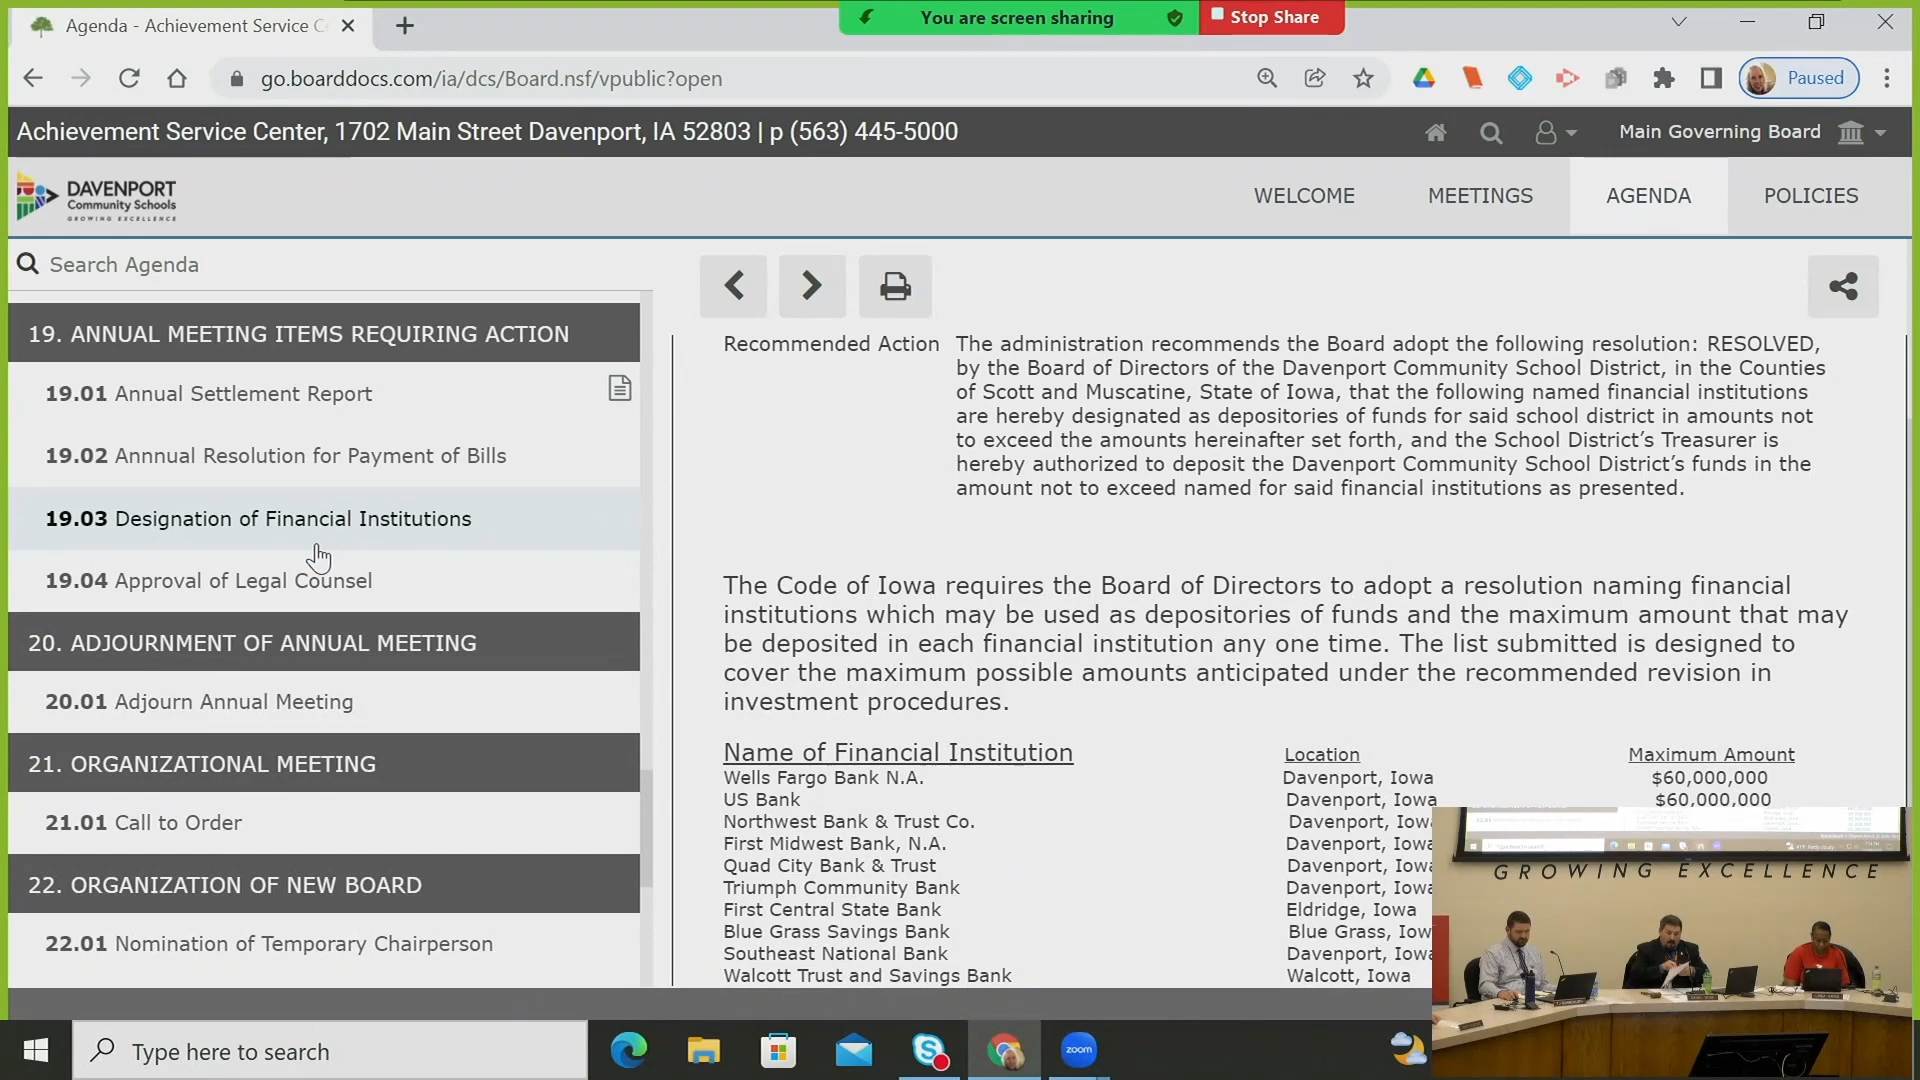 Agenda - Achievement Service C
You are screen sharing
Stop Share
go.boarddocs.com/ia/dcs/Board.nsf/vpublic?open
Paused
Achievement Service Center, 1702 Main Street Davenport, IA 52803 | p (563) 445-5000
Main Governing Board
DAVENPORT
Community Schools
GROWING EXCELLENCE
WELCOME
MEETINGS
AGENDA
POLICIES
Search Agenda
19. ANNUAL MEETING ITEMS REQUIRING ACTION
19.01 Annual Settlement Report
19.02 Annnual Resolution for Payment of Bills
19.03 Designation of Financial Institutions
19.04 Approval of Legal Counsel
20. ADJOURNMENT OF ANNUAL MEETING
20.01 Adjourn Annual Meeting
21. ORGANIZATIONAL MEETING
21.01 Call to Order
22. ORGANIZATION OF NEW BOARD
22.01 Nomination of Temporary Chairperson
Recommended Action
The administration recommends the Board adopt the following resolution: RESOLVED,
by the Board of Directors of the Davenport Community School District, in the Counties
of Scott and Muscatine, State of Iowa, that the following named financial institutions
are hereby designated as depositories of funds for said school district in amounts not
to exceed the amounts hereinafter set forth, and the School District's Treasurer is
hereby authorized to deposit the Davenport Community School District's funds in the
amount not to exceed named for said financial institutions as presented.
The Code of Iowa requires the Board of Directors to adopt a resolution naming financial
institutions which may be used as depositories of funds and the maximum amount that may
be deposited in each financial institution any one time. The list submitted is designed to
cover the maximum possible amounts anticipated under the recommended revision in
investment procedures.
Name of Financial Institution Location Maximum Amount
Wells Fargo Bank N.A. Davenport, Iowa $60,000,000
US Bank Davenport, Iowa $60,000,000
Northwest Bank & Trust Co. Davenport, Iow
First Midwest Bank, N.A. Davenport, Iow
Quad City Bank & Trust Davenport, Iow
Triumph Community Bank Davenport, Iow
First Central State Bank Eldridge, Iowa
Blue Grass Savings Bank Blue Grass, Iow
Southeast National Bank Davenport, Iow
Walcott Trust and Savings Bank Walcott, Iowa
GROWING EXCELLENCE
Type here to search
zoom